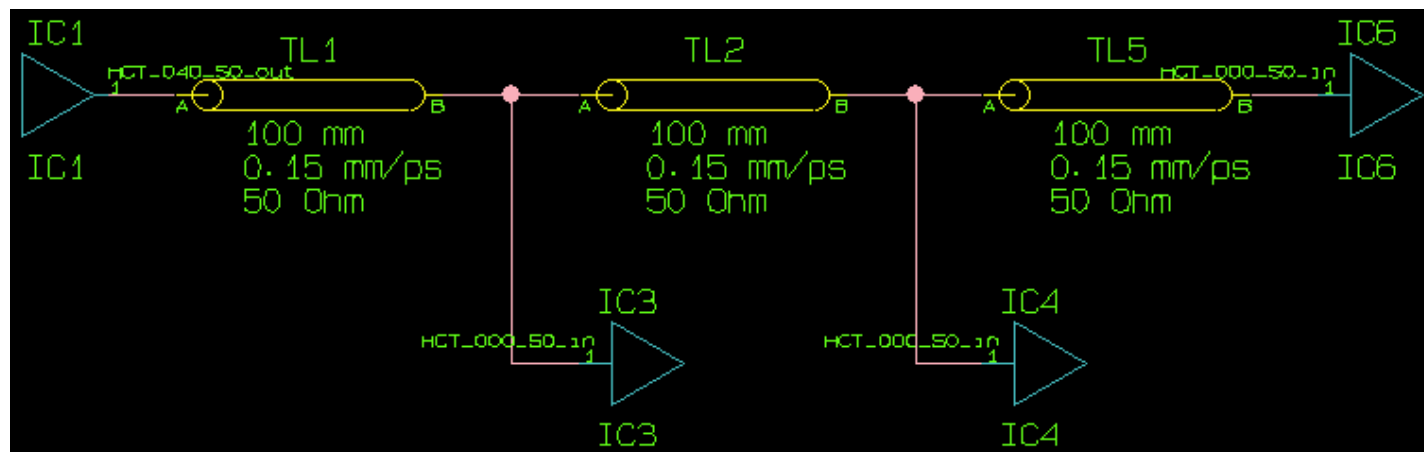 IC1
TL1
TL2
TL5
IC6
HCT_040_50_out
HCT_000_50_in
1
1
A
B
A
B
A
B
IC1
100 mm
0.15 mm/ps
50 Ohm
100 mm
0.15 mm/ps
50 Ohm
100 mm
0.15 mm/ps
50 Ohm
IC6
IC3
IC4
HCT_000_50_in
1
HCT_000_50_in
1
IC3
IC4